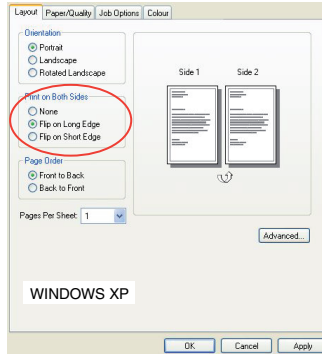 Layout Paper/Quality Job Options Colour
Orientation
Portrait
Landscape
Rotated Landscape
Print on Both Sides
None
Flip on Long Edge
Flip on Short Edge
Page Order
Front to Back
Back to Front
Pages Per Sheet: 1
Side 1 Side 2
Advanced...
WINDOWS XP
OK Cancel Apply